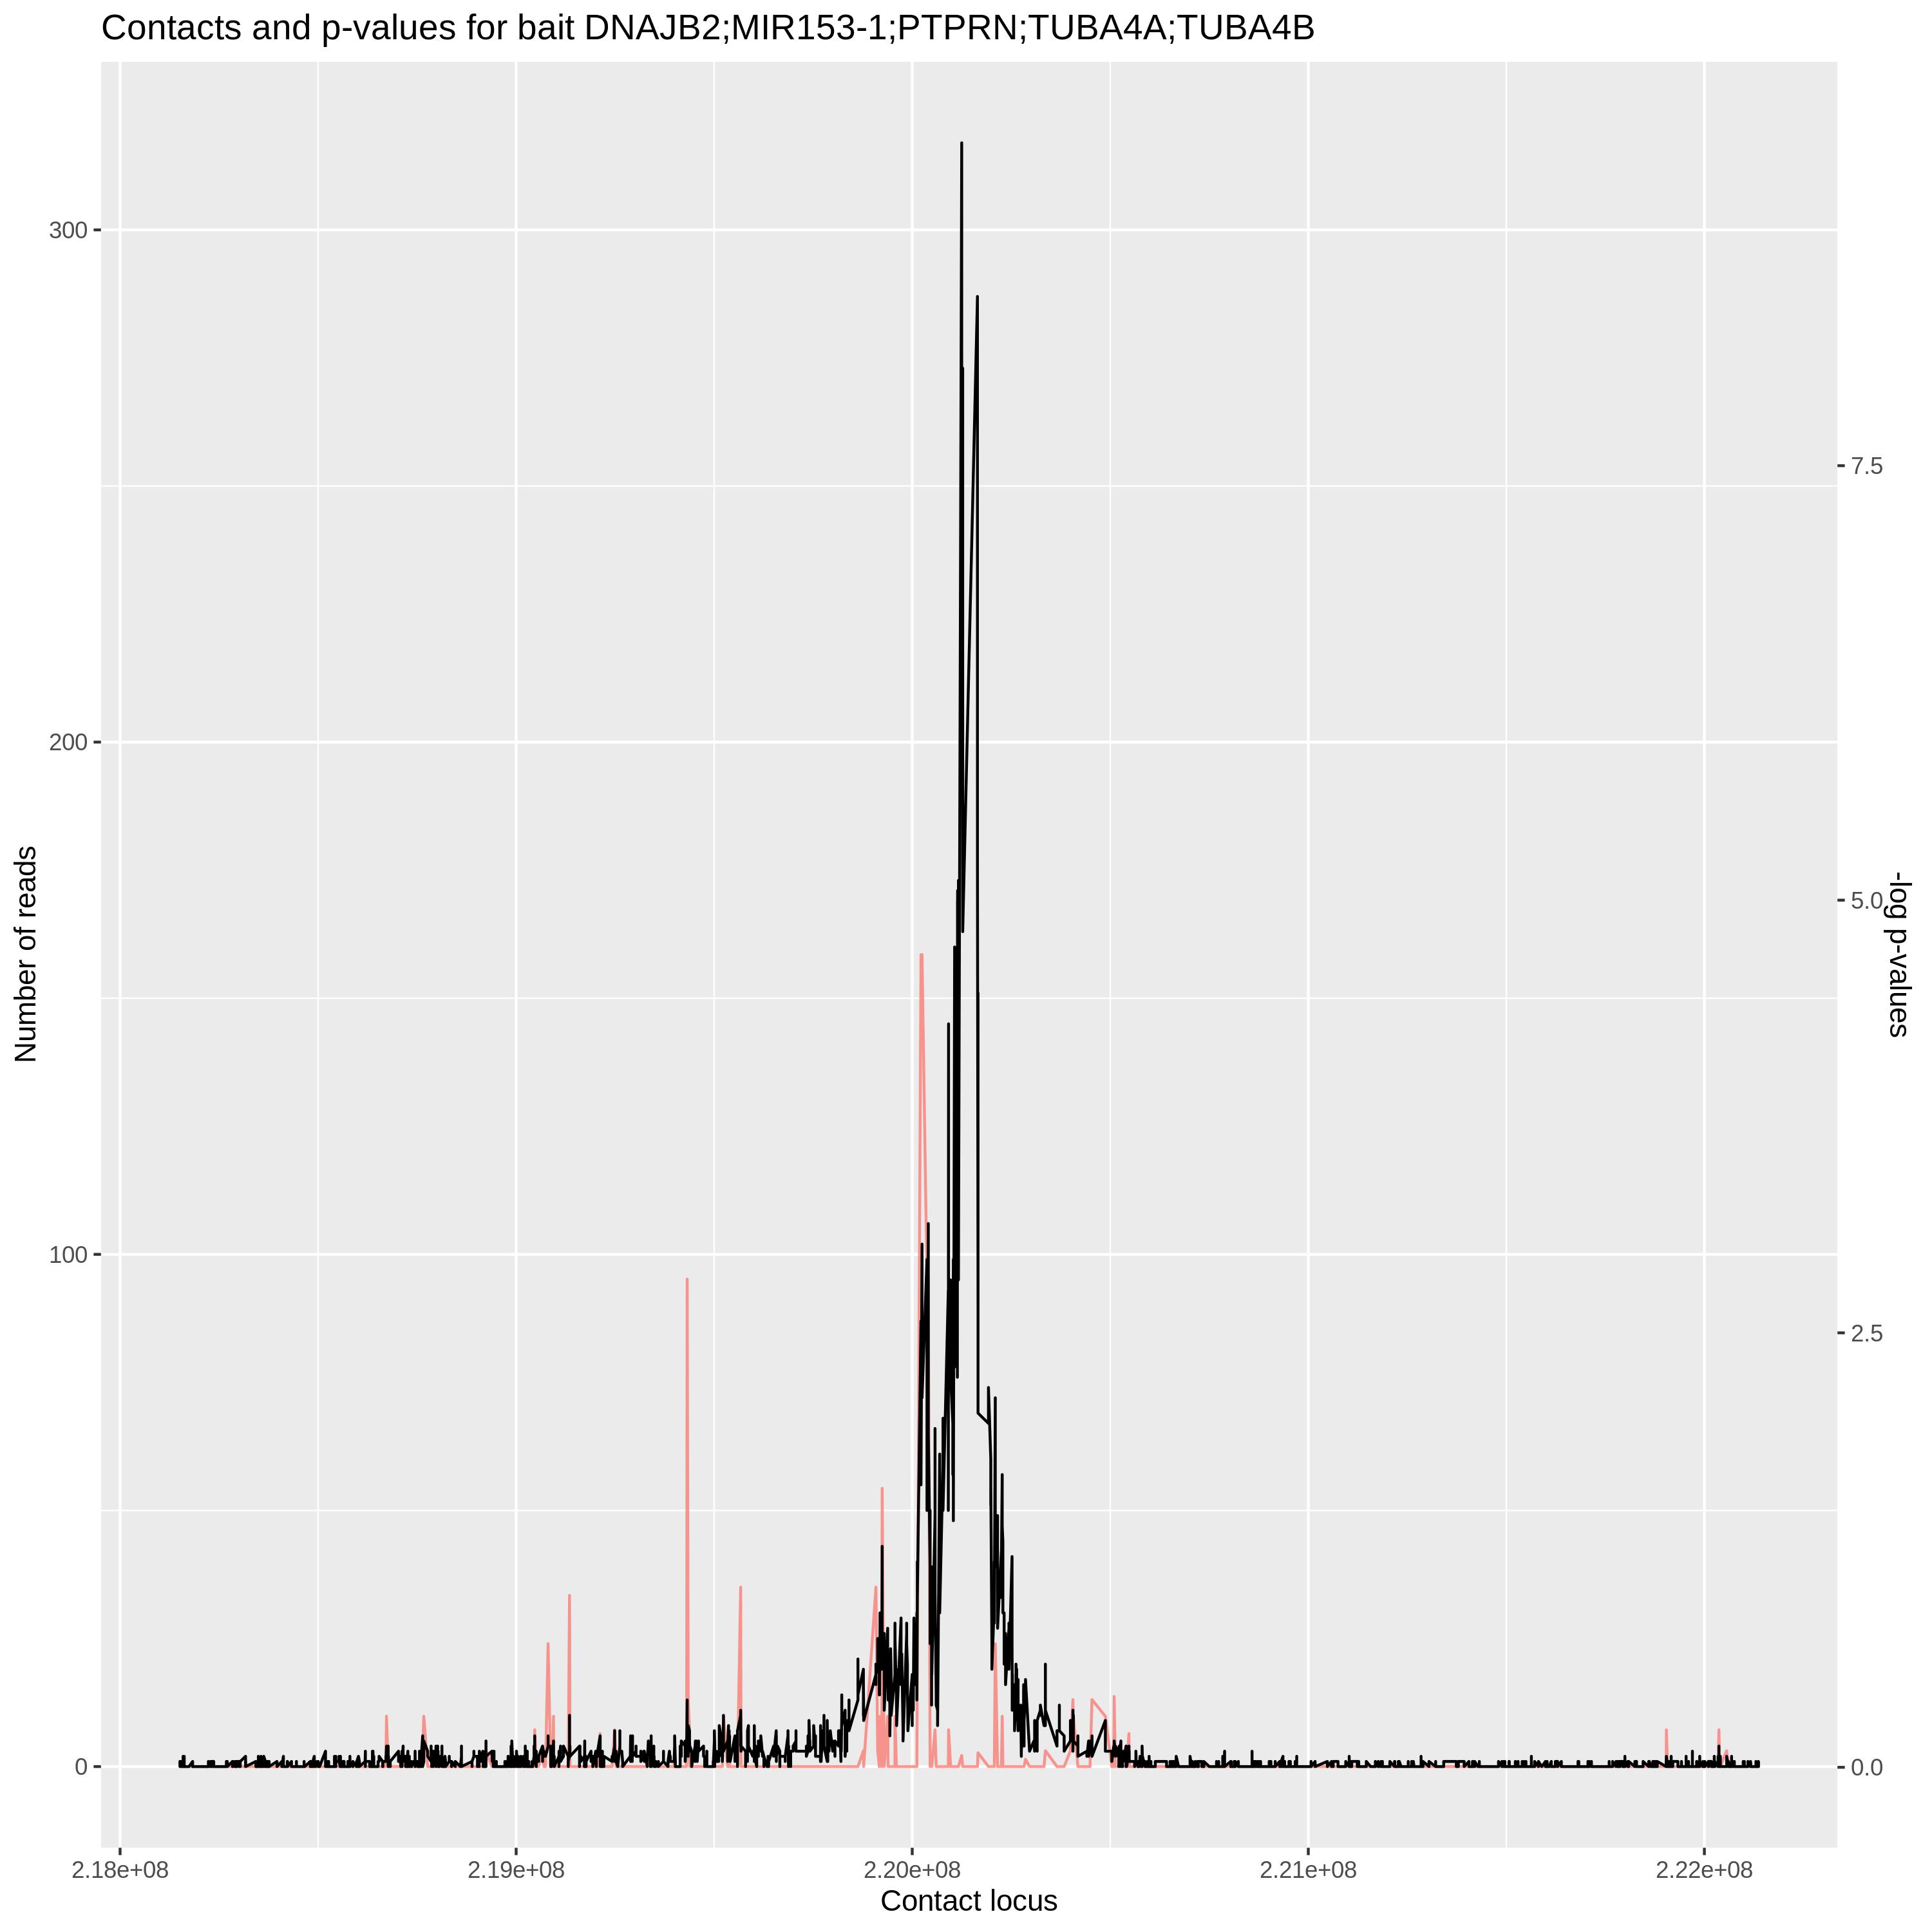 Contacts and p-values for bait DNAJB2;MIR153-1;PTPRN;TUBA4A;TUBA4B
Number of reads
300
200
100
0
7.5
5.0
2.5
0.0
-log p-values
2.18e+08
2.19e+08
2.20e+08
2.21e+08
2.22e+08
Contact locus